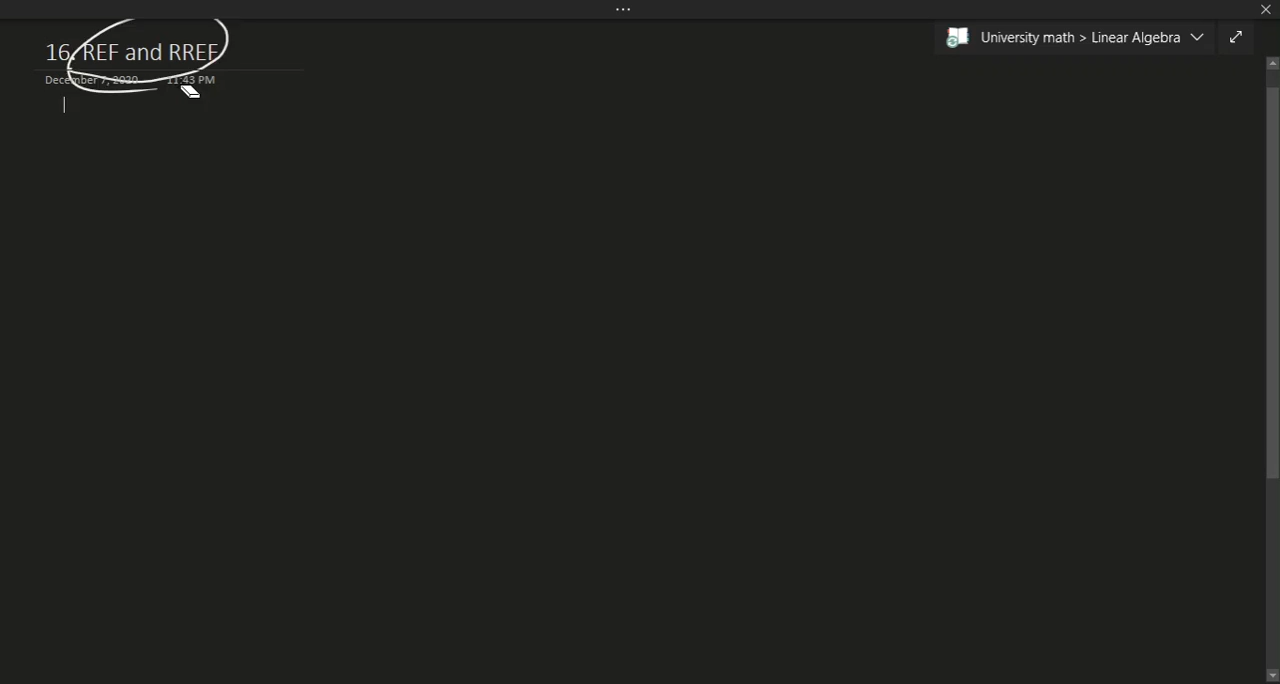 University math > Linear Algebra
16. REF and RREF
December 7, 2020 11:43 PM